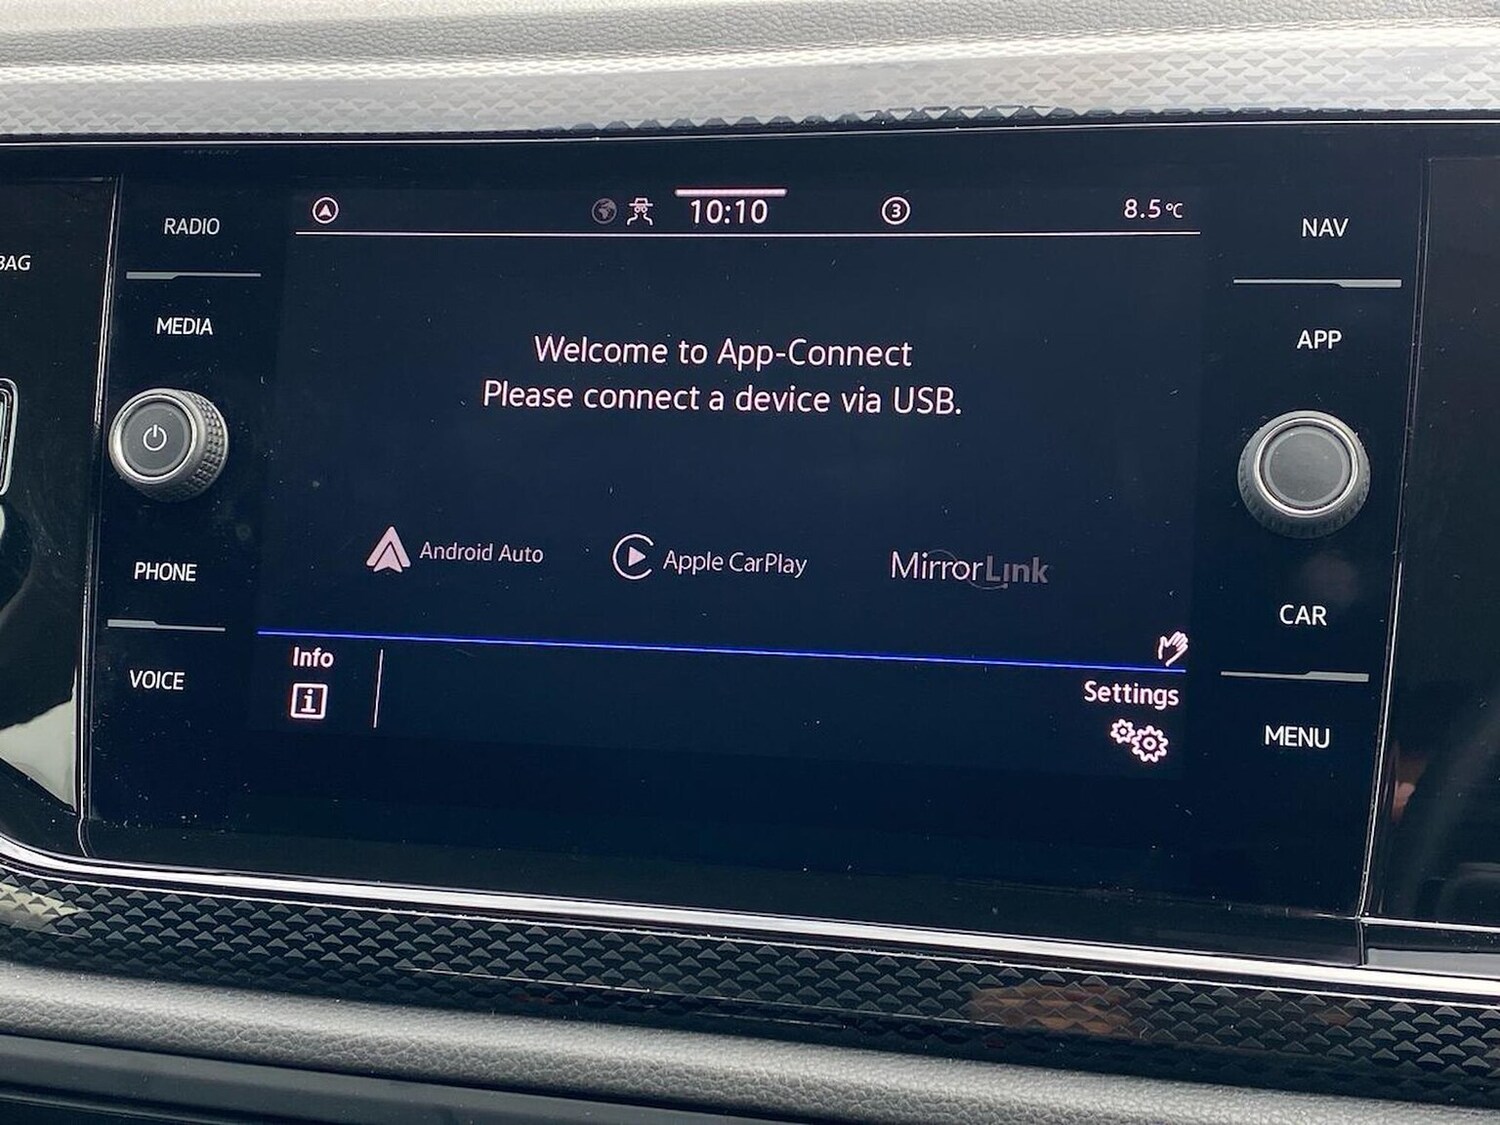 BAG
RADIO
MEDIA
PHONE
VOICE
10:10
3
8.5°C
Welcome to App-Connect
Please connect a device via USB.
Android Auto
Apple CarPlay
MirrorLink
Info
i
Settings
NAV
APP
CAR
MENU